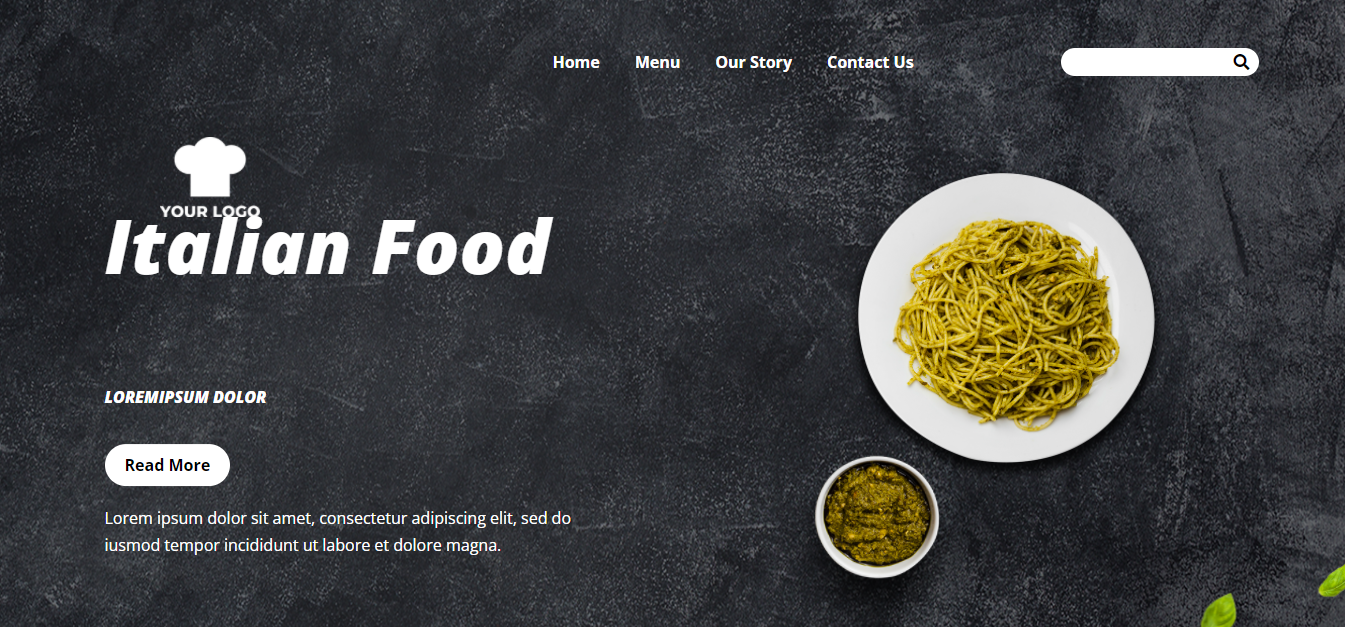 Home Menu Our Story Contact Us
YOUR LOGO
Italian Food
LOREMIPSUM DOLOR
Read More
Lorem ipsum dolor sit amet, consectetur adipiscing elit, sed do
iusmod tempor incididunt ut labore et dolore magna.